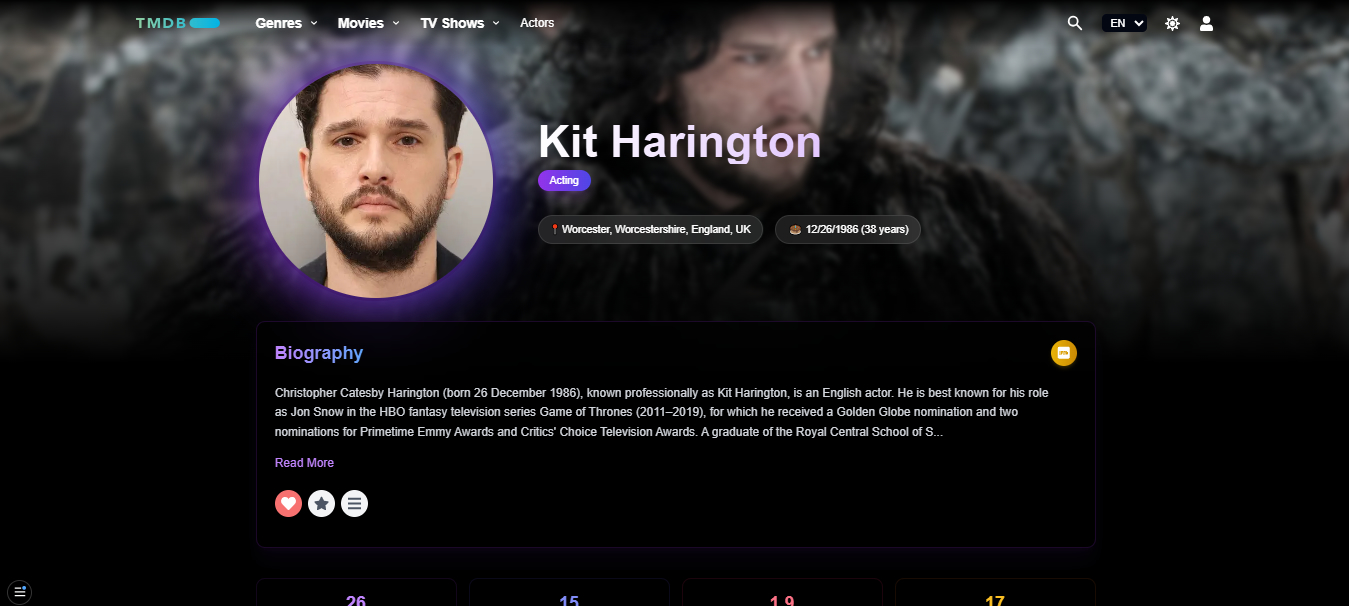 TMDB
Genres
Movies
TV Shows
Actors
EN
Kit Harington
Acting
Worcester, Worcestershire, England, UK
12/26/1986 (38 years)
Biography
Christopher Catesby Harington (born 26 December 1986), known professionally as Kit Harington, is an English actor. He is best known for his role
as Jon Snow in the HBO fantasy television series Game of Thrones (2011–2019), for which he received a Golden Globe nomination and two
nominations for Primetime Emmy Awards and Critics' Choice Television Awards. A graduate of the Royal Central School of S...
Read More
26
15
1.9
17